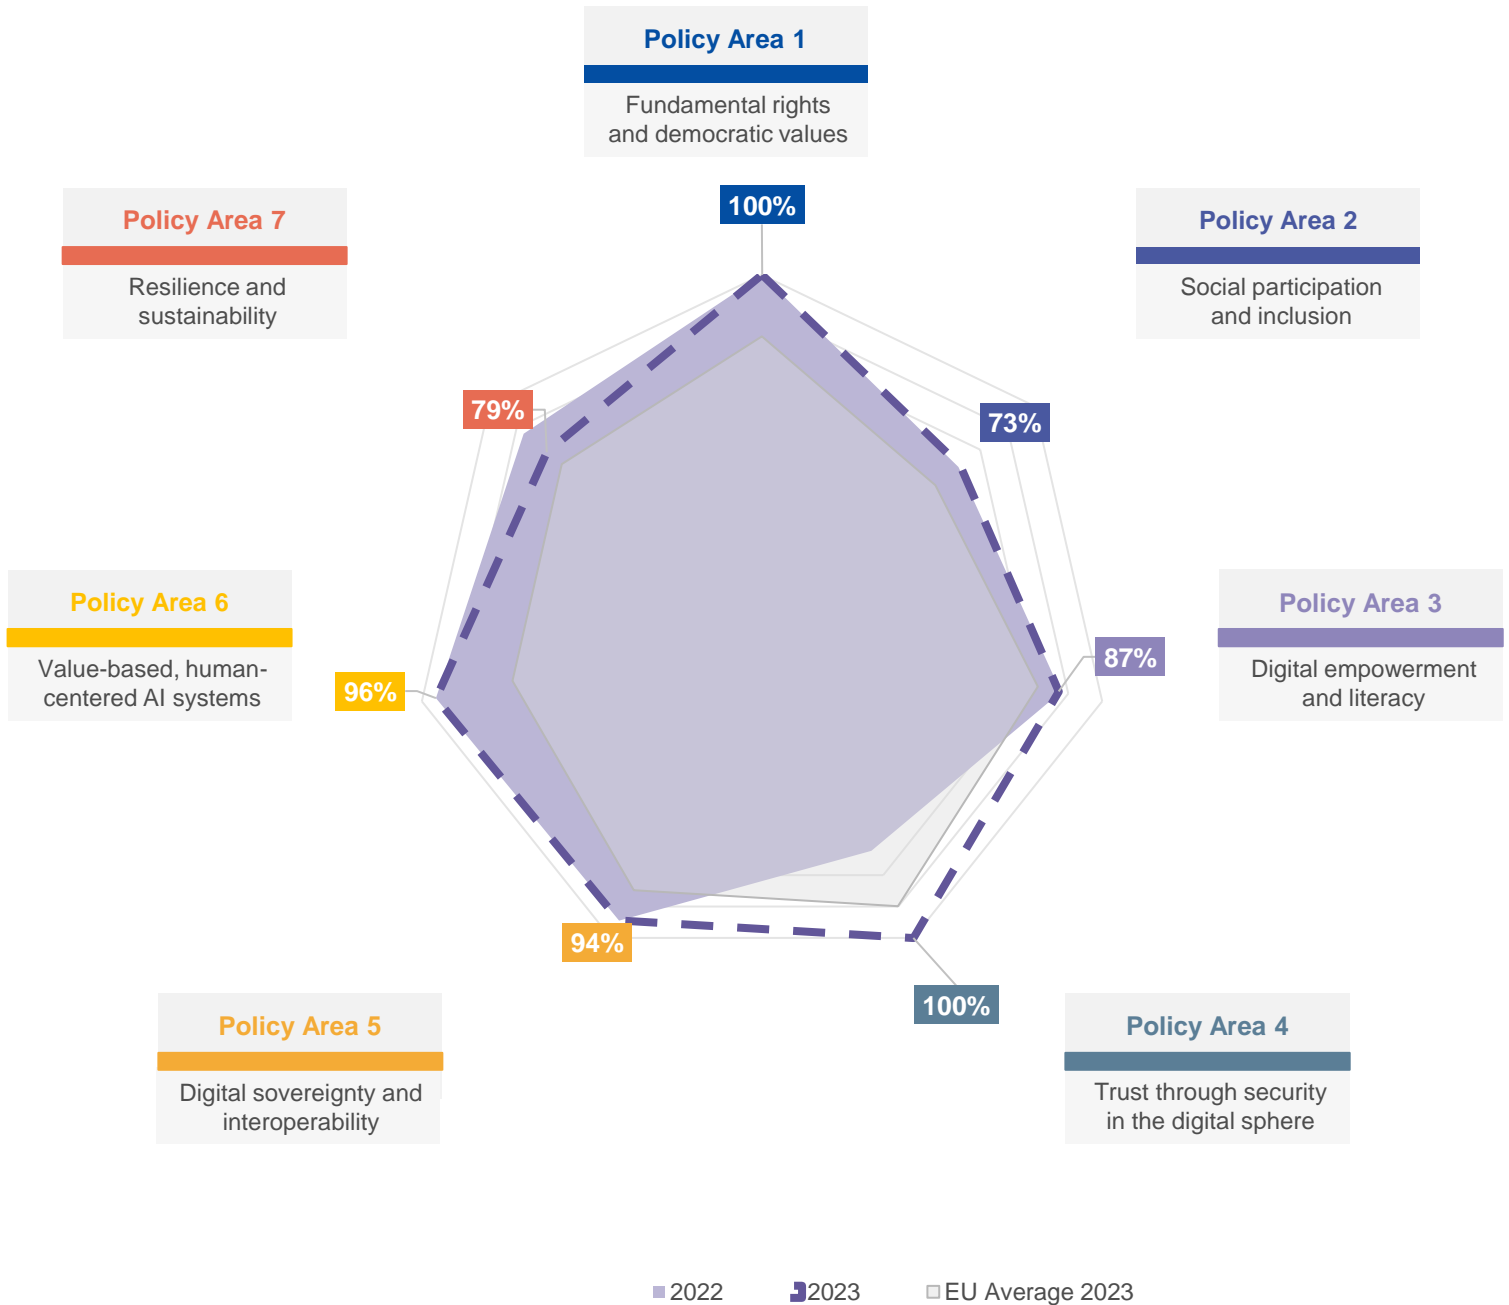 Policy Area 1
Fundamental rights
and democratic values
100%
Policy Area 7
Resilience and
sustainability
79%
Policy Area 2
Social participation
and inclusion
73%
Policy Area 6
Value-based, human-
centered AI systems
96%
Policy Area 3
Digital empowerment
and literacy
87%
94%
100%
Policy Area 5
Digital sovereignty and
interoperability
Policy Area 4
Trust through security
in the digital sphere
2022
2023
EU Average 2023